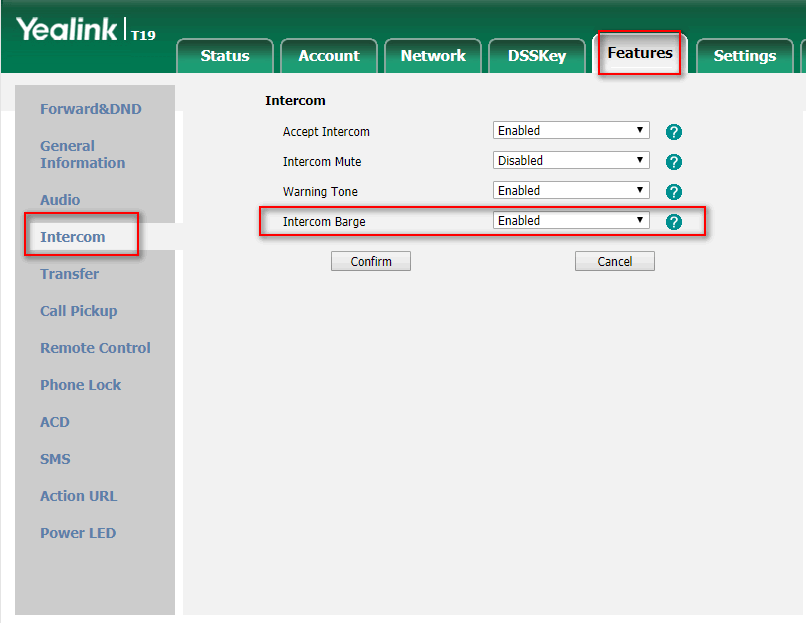 Yealink | T19
Status Account Network DSSKey Features Settings
Forward&DND
General
Information
Audio
Intercom
Transfer
Call Pickup
Remote Control
Phone Lock
ACD
SMS
Action URL
Power LED
Intercom
Accept Intercom Enabled ?
Intercom Mute Disabled ?
Warning Tone Enabled ?
Intercom Barge Enabled ?
Confirm Cancel